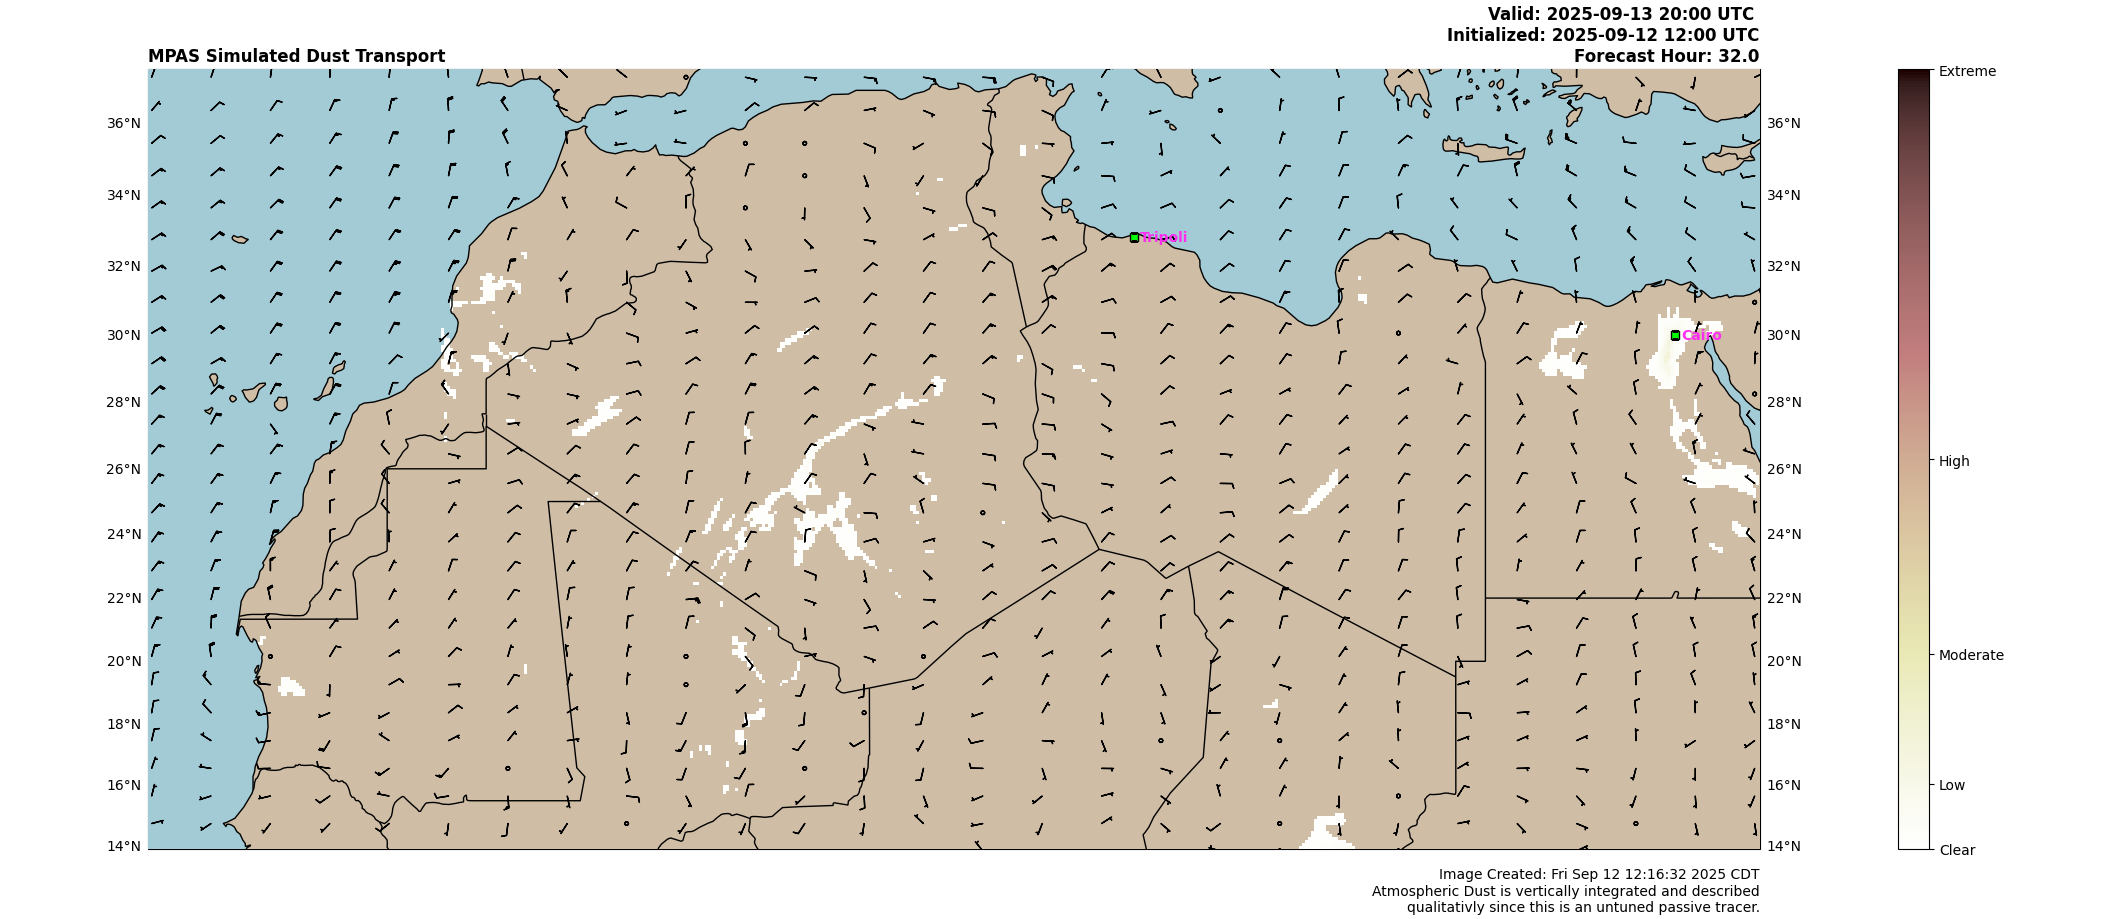 Valid: 2025-09-13 20:00 UTC
Initialized: 2025-09-12 12:00 UTC
MPAS Simulated Dust Transport
Forecast Hour: 32.0
Extreme
36°N
36°N
34°N
34°N
Tripoli
32°N
32°N
30°N
Cairo
30°N
28°N
28°N
26°N
26°N
High
24°N
24°N
22°N
22°N
20°N
20°N
Moderate
18°N
18°N
16°N
16°N
Low
14°N
14°N
Clear
Image Created: Fri Sep 12 12:16:32 2025 CDT
Atmospheric Dust is vertically integrated and described
qualitativly since this is an untuned passive tracer.